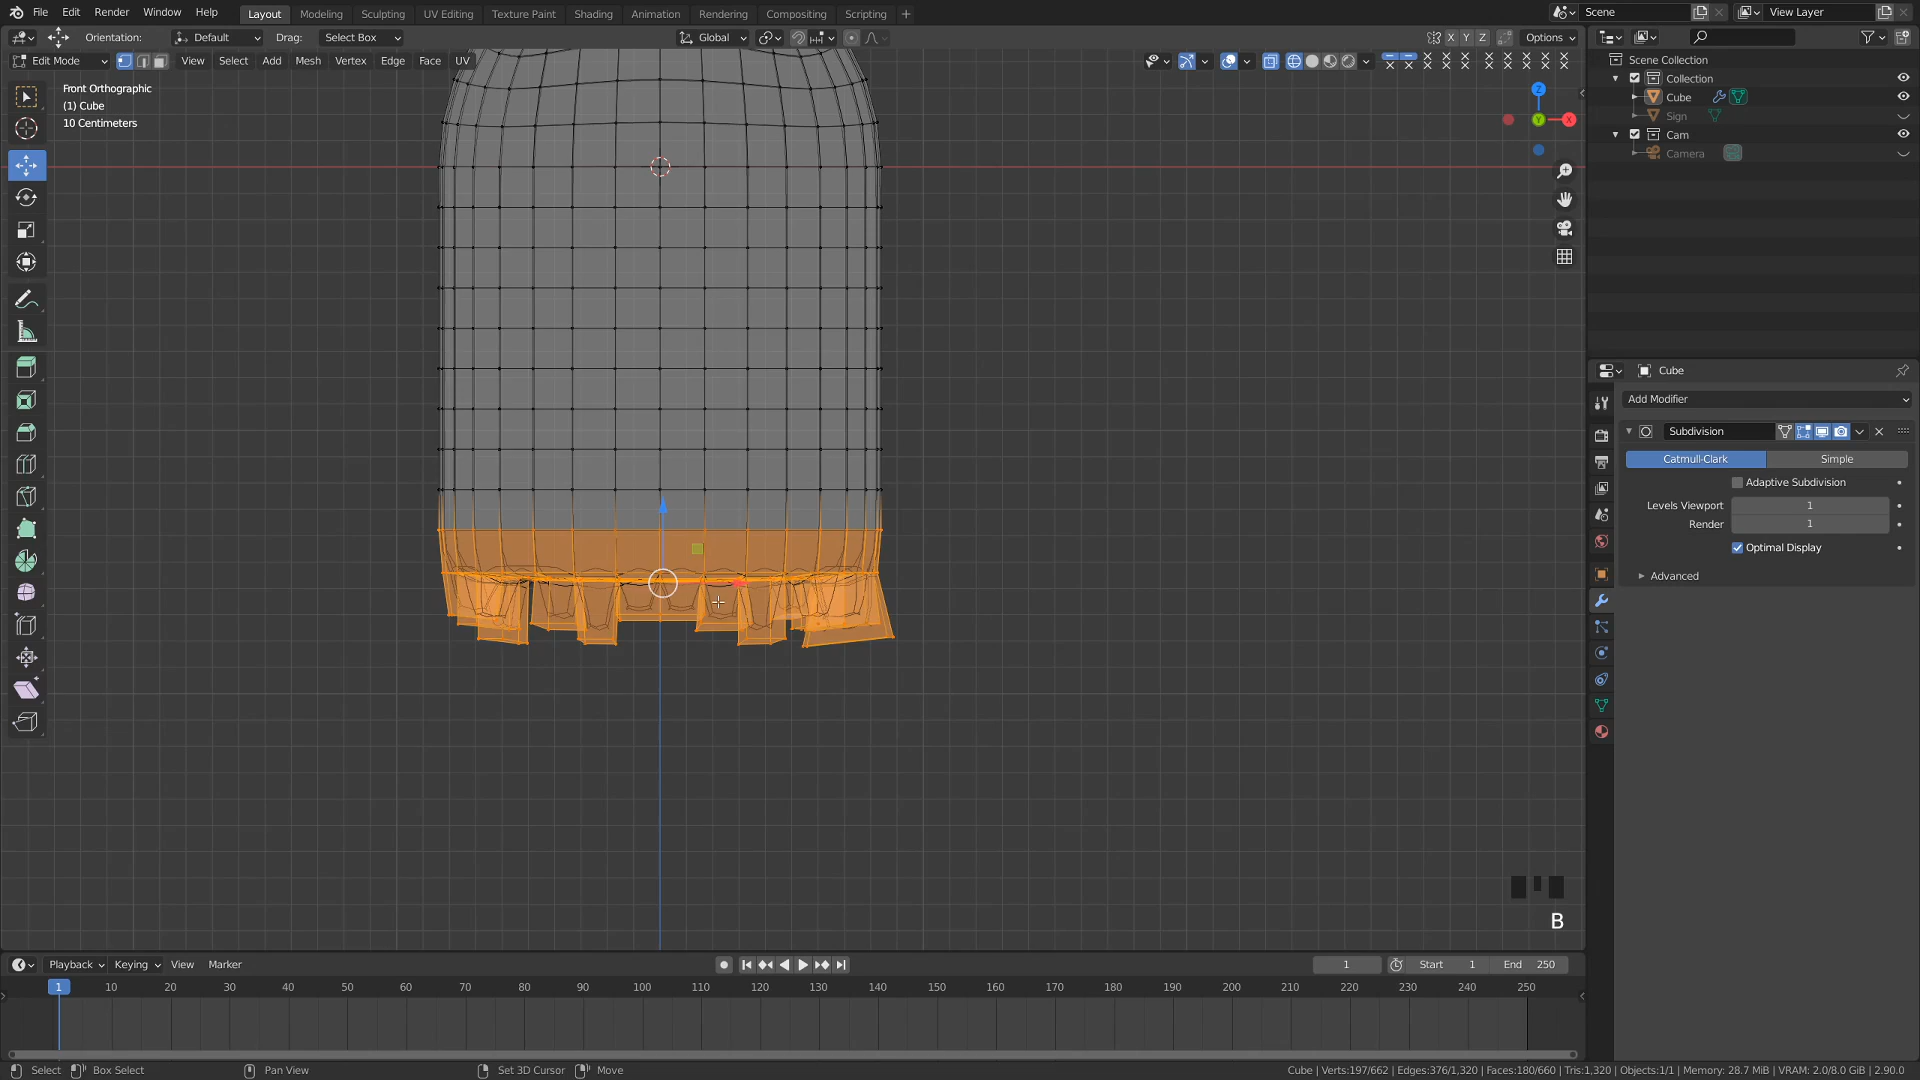 File Edit Render Window Help Layout Modeling Sculpting UV Editing Texture Paint Shading Animation Rendering Compositing Scripting + Scene View Layer
Orientation: Default Drag: Select Box Global X Y Z Options
Edit Mode View Select Add Mesh Vertex Edge Face UV
Front Orthographic
(1) Cube
10 Centimeters
Z
Y
X
Scene Collection
Collection
Cube
Sign
Cam
Camera
Cube
Add Modifier
Subdivision
Catmull-Clark Simple
Adaptive Subdivision
Levels Viewport 1
Render 1
Optimal Display
Advanced
B
Playback Keying View Marker 1 Start 1 End 250
1 10 20 30 40 50 60 70 80 90 100 110 120 130 140 150 160 170 180 190 200 210 220 230 240 250
Select Box Select Pan View Set 3D Cursor Move Cube | Verts:197/662 | Edges:376/1,320 | Faces:180/660 | Tris:1,320 | Objects:1/1 | Memory: 28.7 MiB | VRAM: 2.0/8.0 GiB | 2.90.0